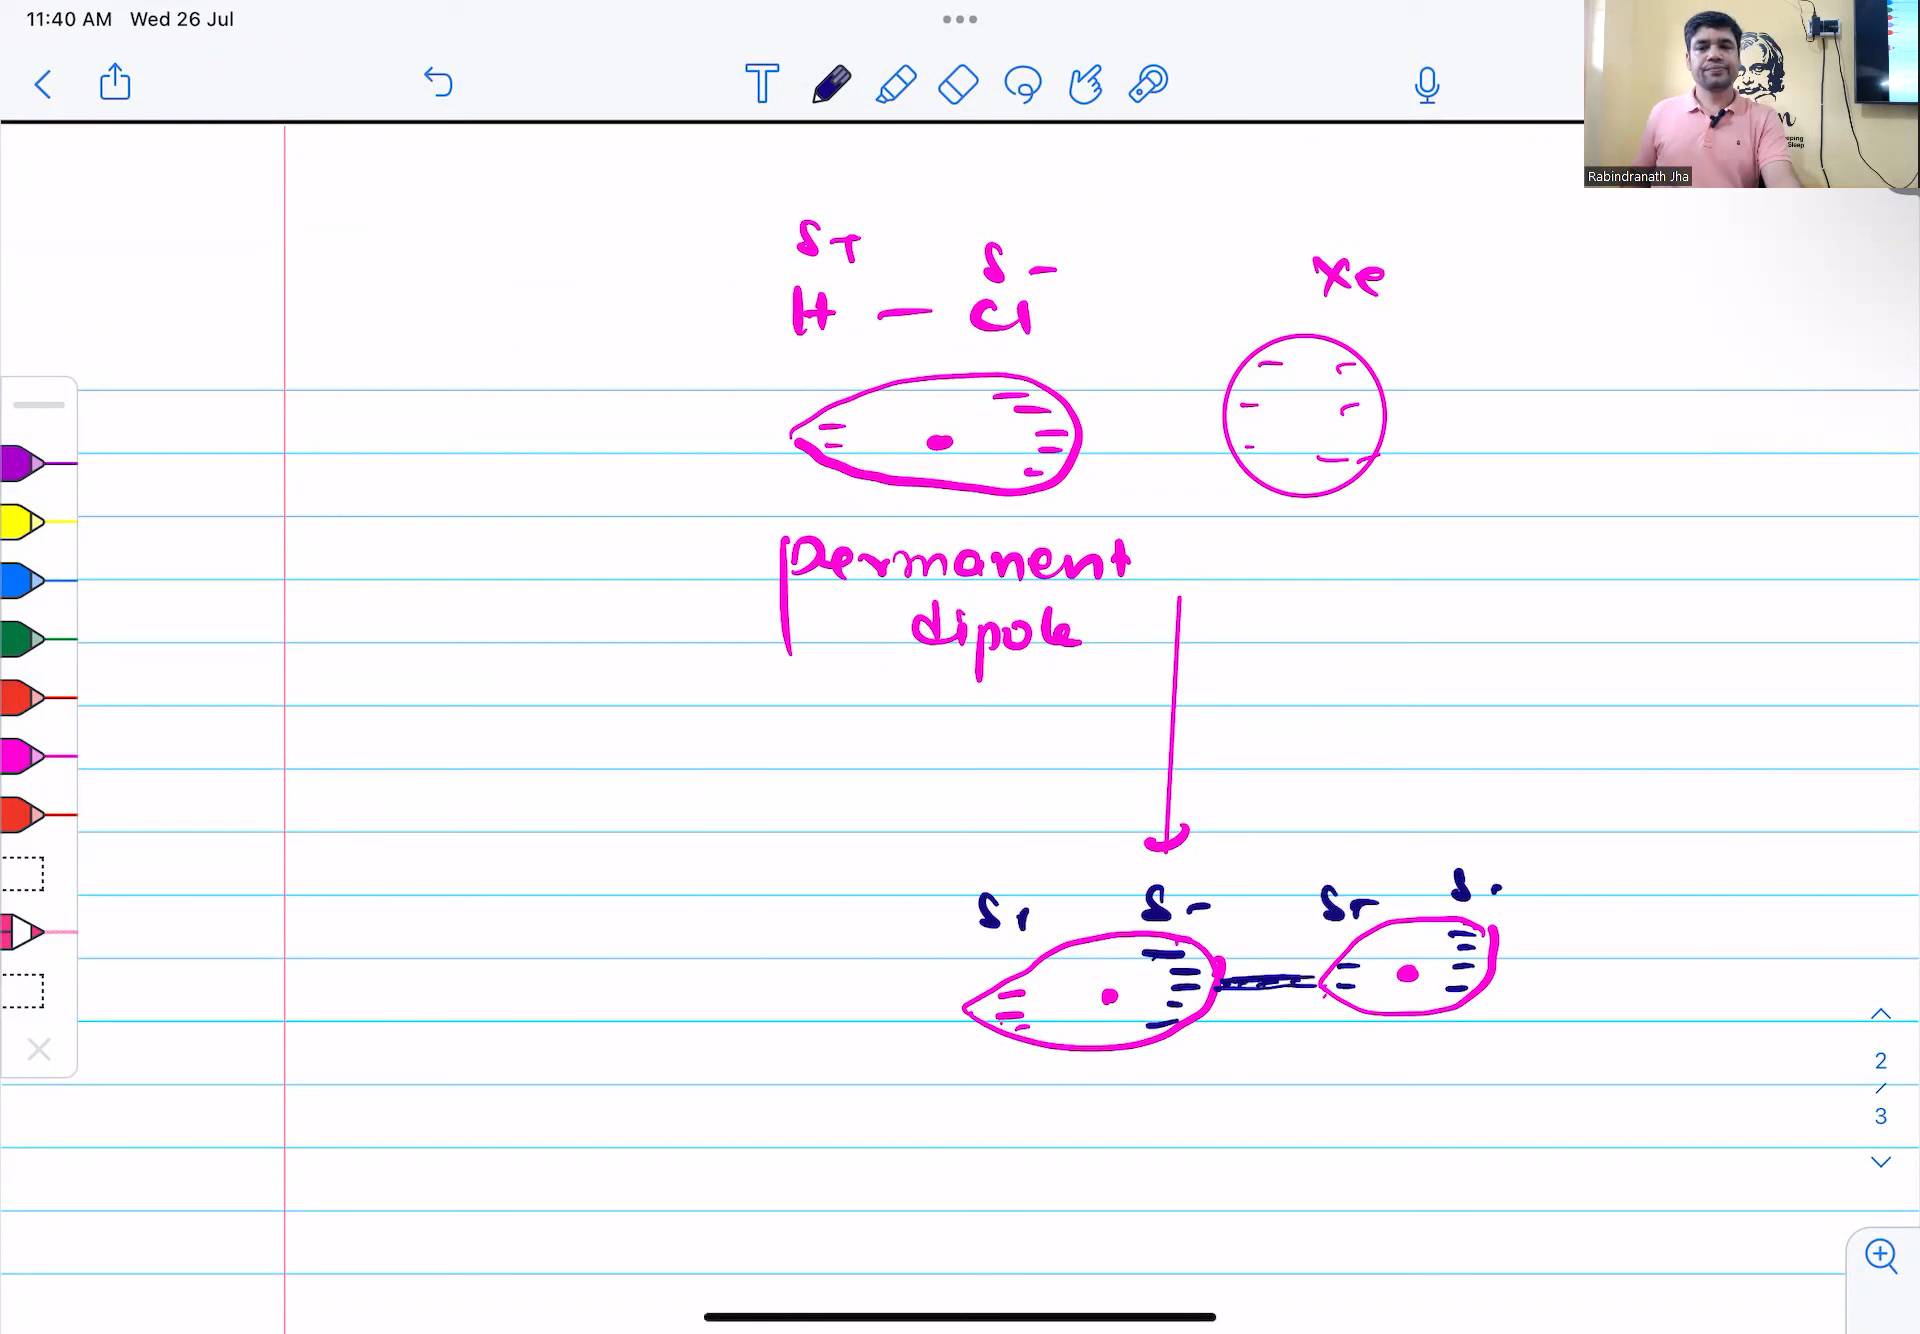 11:40 AM Wed 26 Jul
Rabindranath Jha
δ+ δ-
H - Cl
Xe
Permanent
dipole
δ+ δ- δ+ δ-
2
/
3